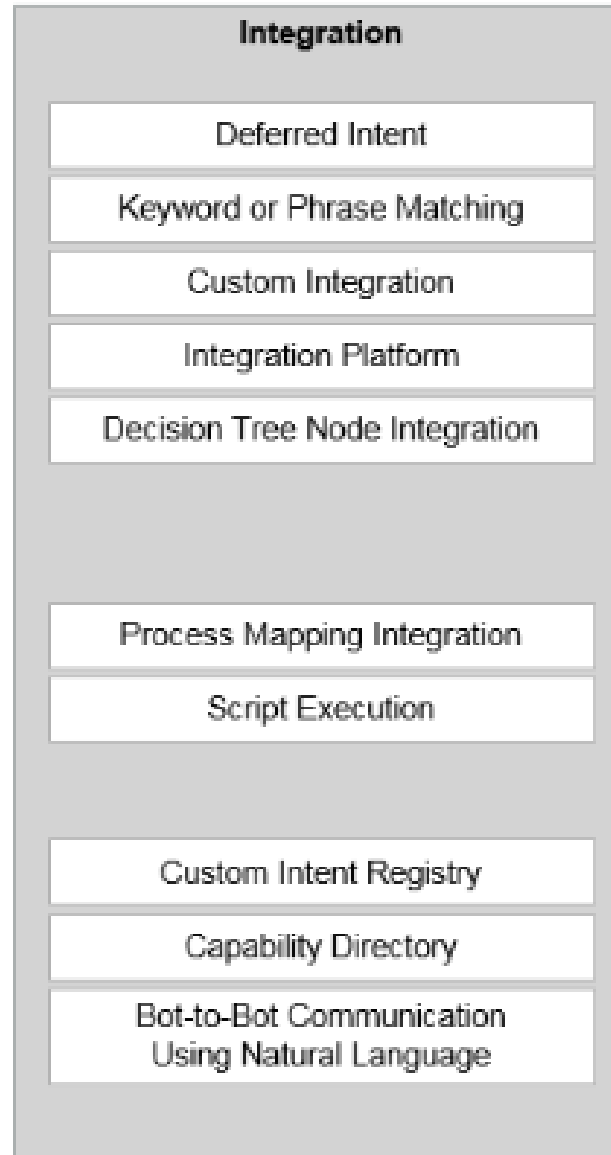 Integration
Deferred Intent
Keyword or Phrase Matching
Custom Integration
Integration Platform
Decision Tree Node Integration
Process Mapping Integration
Script Execution
Custom Intent Registry
Capability Directory
Bot-to-Bot Communication
Using Natural Language